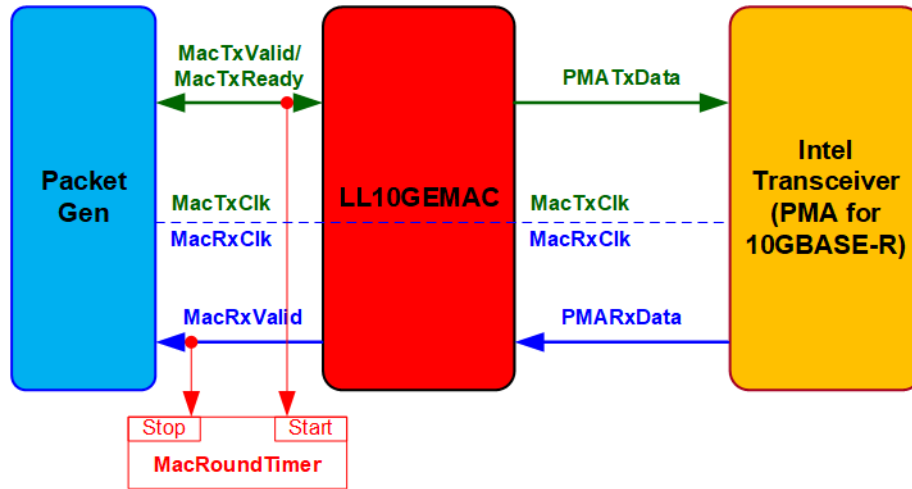 MacTxValid/
MacTxReady
PMATxData
Packet
Gen
MacTxClk
MacRxClk
LL10GEMAC
MacTxClk
MacRxClk
Intel
Transceiver
(PMA for
10GBASE-R)
MacRxValid
PMARxData
Stop
Start
MacRoundTimer